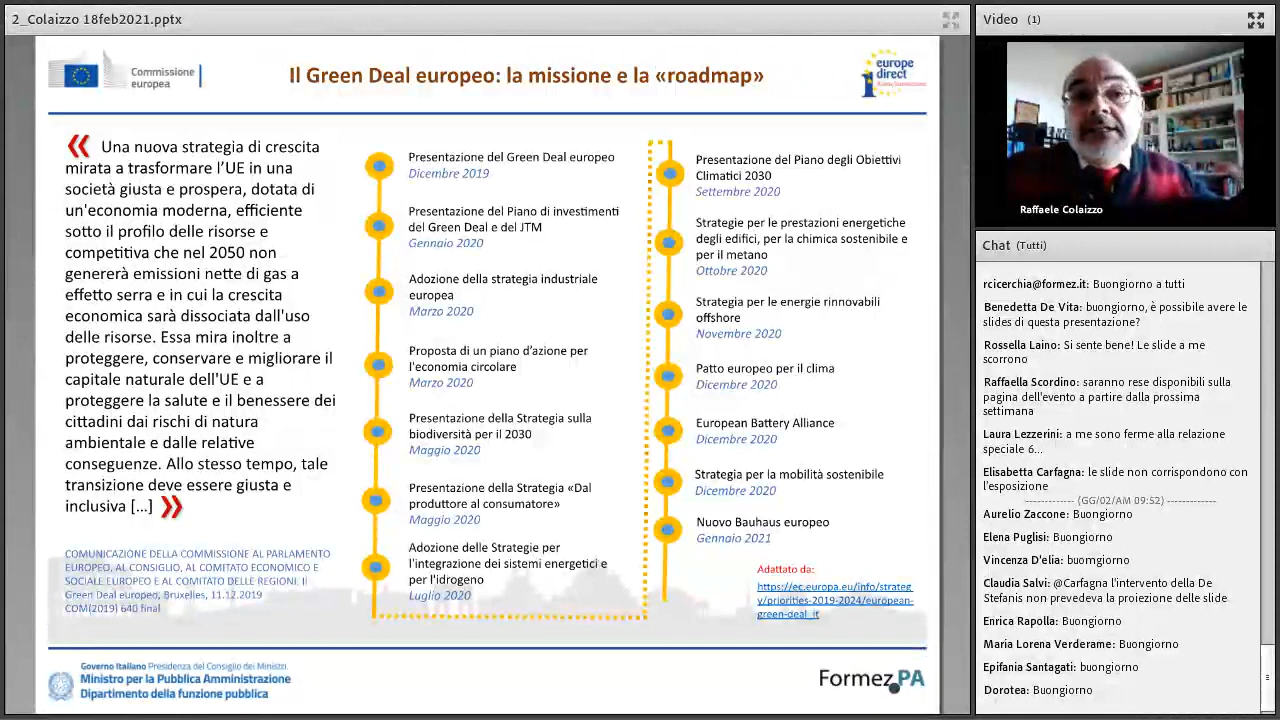 2_Colaizzo 18feb2021.pptx
Commissione
europea
Il Green Deal europeo: la missione e la «roadmap»
europe
direct
« Una nuova strategia di crescita
mirata a trasformare l’UE in una
società giusta e prospera, dotata di
un'economia moderna, efficiente
sotto il profilo delle risorse e
competitiva che nel 2050 non
genererà emissioni nette di gas a
effetto serra e in cui la crescita
economica sarà dissociata dall'uso
delle risorse. Essa mira inoltre a
proteggere, conservare e migliorare il
capitale naturale dell'UE e a
proteggere la salute e il benessere dei
cittadini dai rischi di natura
ambientale e dalle relative
conseguenze. Allo stesso tempo, tale
transizione deve essere giusta e
inclusiva [...] »
COMUNICAZIONE DELLA COMMISSIONE AL PARLAMENTO
EUROPEO, AL CONSIGLIO, AL COMITATO ECONOMICO E
SOCIALE EUROPEO E AL COMITATO DELLE REGIONI. Il
Green Deal europeo, Bruxelles, 11.12.2019
COM(2019) 640 final
Presentazione del Green Deal europeo
Dicembre 2019
Presentazione del Piano di investimenti
del Green Deal e del JTM
Gennaio 2020
Adozione della strategia industriale
europea
Marzo 2020
Proposta di un piano d’azione per
l'economia circolare
Marzo 2020
Presentazione della Strategia sulla
biodiversità per il 2030
Maggio 2020
Presentazione della Strategia «Dal
produttore al consumatore»
Maggio 2020
Adozione delle Strategie per
l'integrazione dei sistemi energetici e
per l'idrogeno
Luglio 2020
Presentazione del Piano degli Obiettivi
Climatici 2030
Settembre 2020
Strategie per le prestazioni energetiche
degli edifici, per la chimica sostenibile e
per il metano
Ottobre 2020
Strategia per le energie rinnovabili
offshore
Novembre 2020
Patto europeo per il clima
Dicembre 2020
European Battery Alliance
Dicembre 2020
Strategia per la mobilità sostenibile
Dicembre 2020
Nuovo Bauhaus europeo
Gennaio 2021
Adattato da:
https://ec.europa.eu/info/strateg
y/priorities-2019-2024/european-
green-deal_it
Governo Italiano Presidenza del Consiglio dei Ministri
Ministro per la Pubblica Amministrazione
Dipartimento della funzione pubblica
Formez PA
Video (1)
Raffaele Colaizzo
Chat (Tutti)
rcicerchia@formez.it: Buongiorno a tutti
Benedetta De Vita: buongiorno, è possibile avere le
slides di questa presentazione?
Rossella Laino: Si sente bene! Le slide a me
scorrono
Raffaella Scordino: saranno rese disponibili sulla
pagina dell'evento a partire dalla prossima
settimana
Laura Lezzerini: a me sono ferme alla relazione
speciale 6...
Elisabetta Carfagna: le slide non corrispondono con
l'esposizione
------------- (GG/02/AM 09:52) -------------
Aurelio Zaccone: Buongiorno
Elena Puglisi: Buongiorno
Vincenza D'elia: buomgiorno
Claudia Salvi: @Carfagna l'intervento della De
Stefanis non prevedeva la proiezione delle slide
Enrica Rapolla: Buongiorno
Maria Lorena Verderame: Buongiorno
Epifania Santagati: buongiorno
Dorotea: Buongiorno